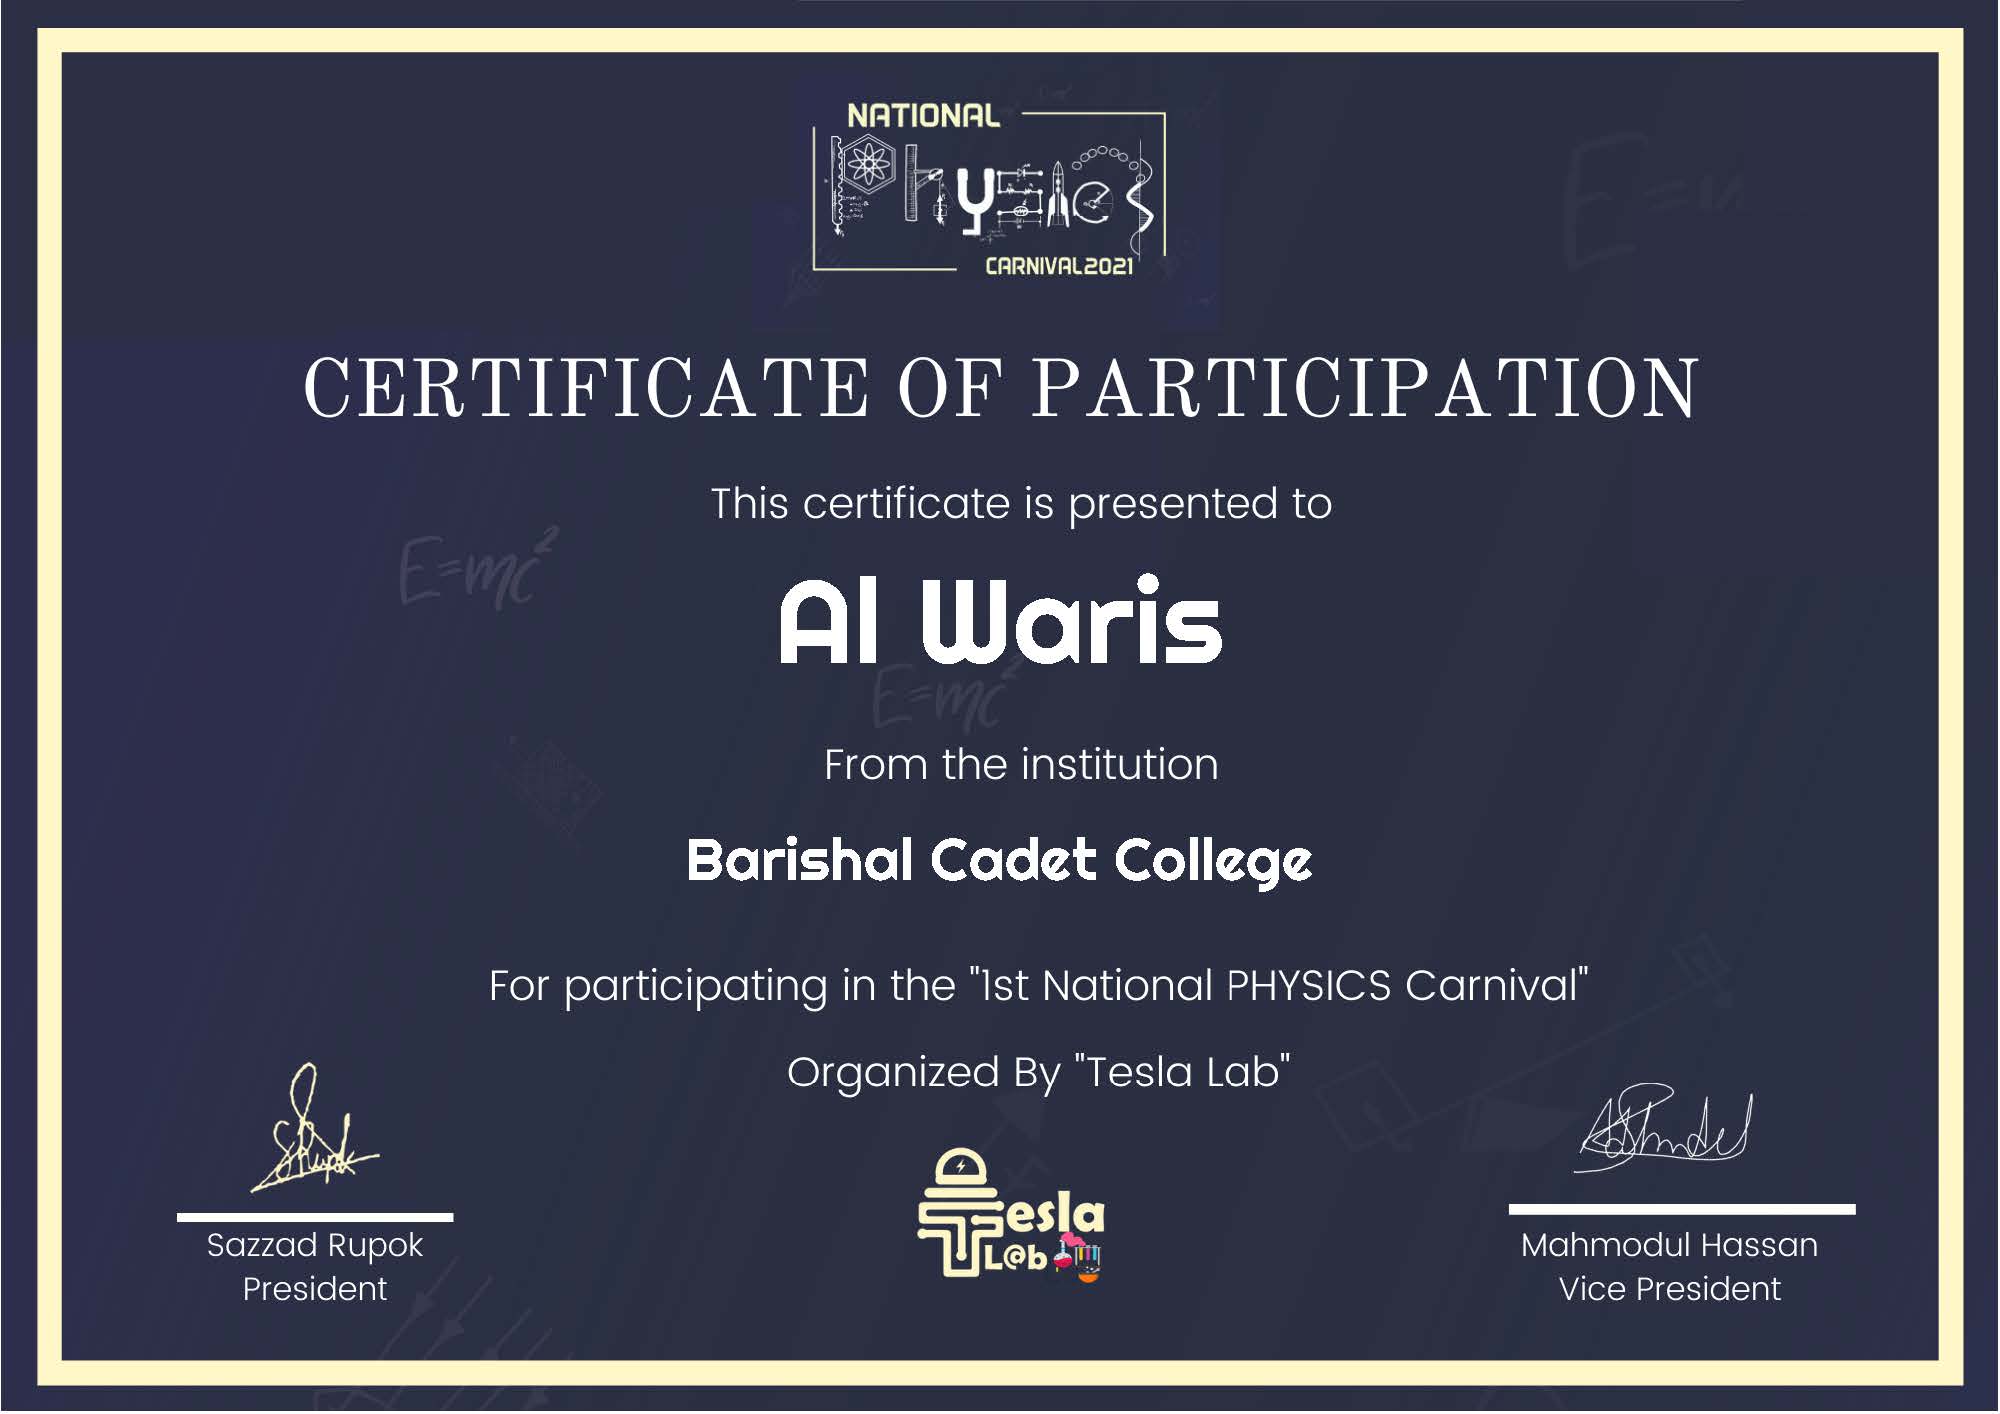 NATIONAL
Physics
CARNIVAL2021
CERTIFICATE OF PARTICIPATION
This certificate is presented to
E=mc²
Al Waris
E=mc²
From the institution
Barishal Cadet College
For participating in the "1st National PHYSICS Carnival"
Organized By "Tesla Lab"
Tesla
L@b
Sazzad Rupok
President
Mahmodul Hassan
Vice President